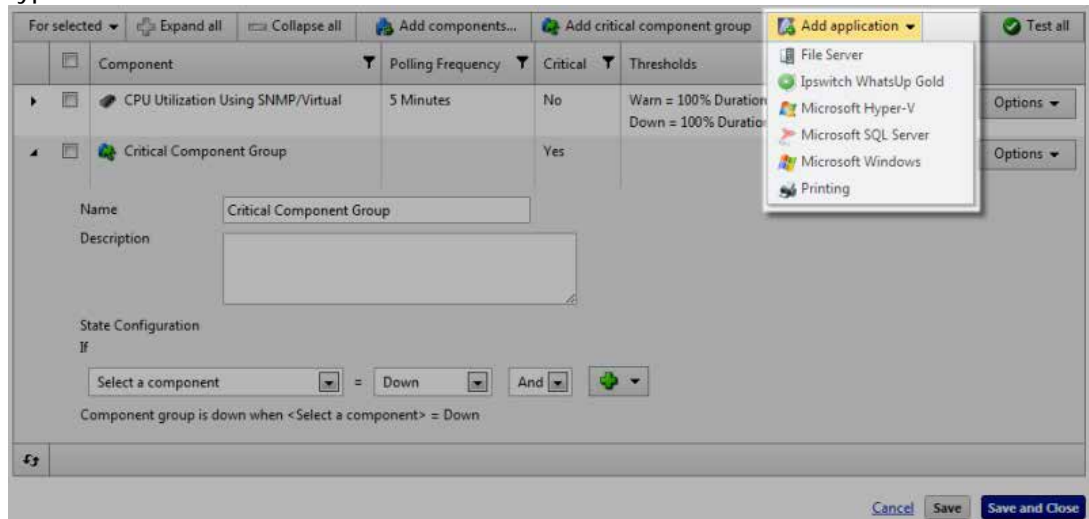 For selected Expand all Collapse all Add components... Add critical component group Add application Test all
Component Polling Frequency Critical Thresholds
CPU Utilization Using SNMP/Virtual 5 Minutes No Warn = 100% Duration Options
Down = 100% Duration
Critical Component Group Yes Options
File Server
Ipswitch WhatsUp Gold
Microsoft Hyper-V
Microsoft SQL Server
Microsoft Windows
Printing
Name Critical Component Group
Description
State Configuration
If
Select a component = Down And
Component group is down when <Select a component> = Down
Cancel Save Save and Close